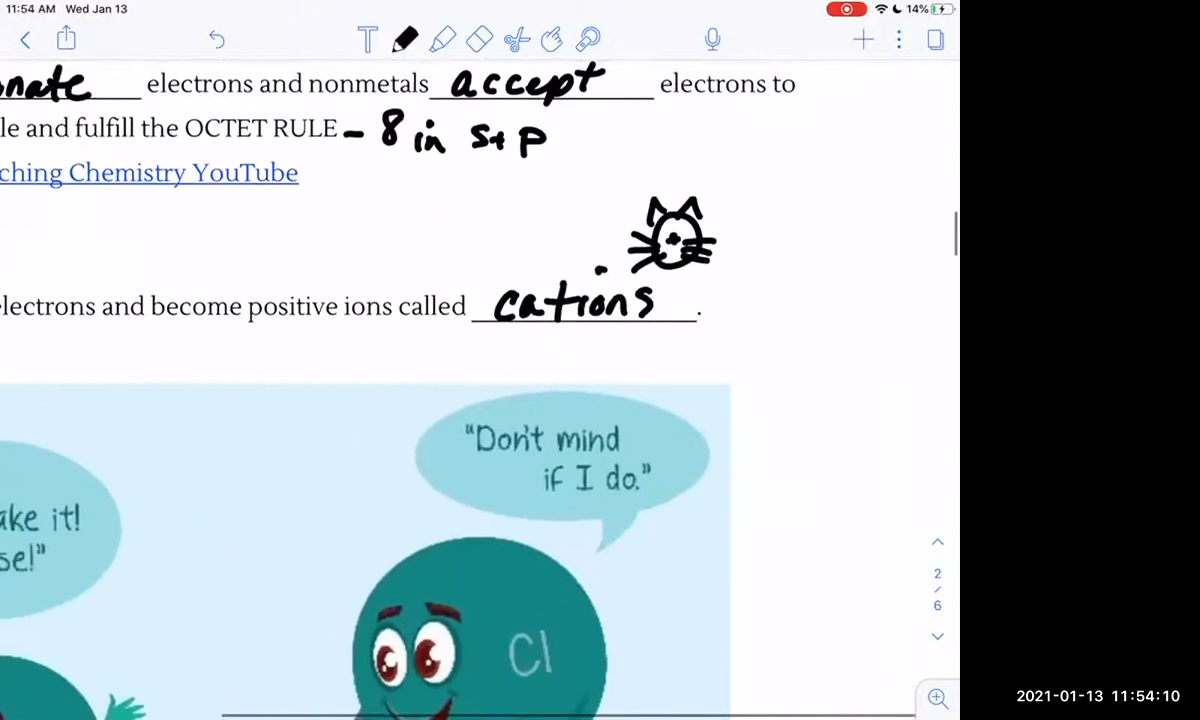 11:54 AM Wed Jan 13
14%
nate electrons and nonmetals accept electrons to
le and fulfill the OCTET RULE - 8 in s+p
ching Chemistry YouTube
lectrons and become positive ions called cations.
"Don't mind
if I do."
ake it!
se!"
Cl
2
/
6
2021-01-13 11:54:10